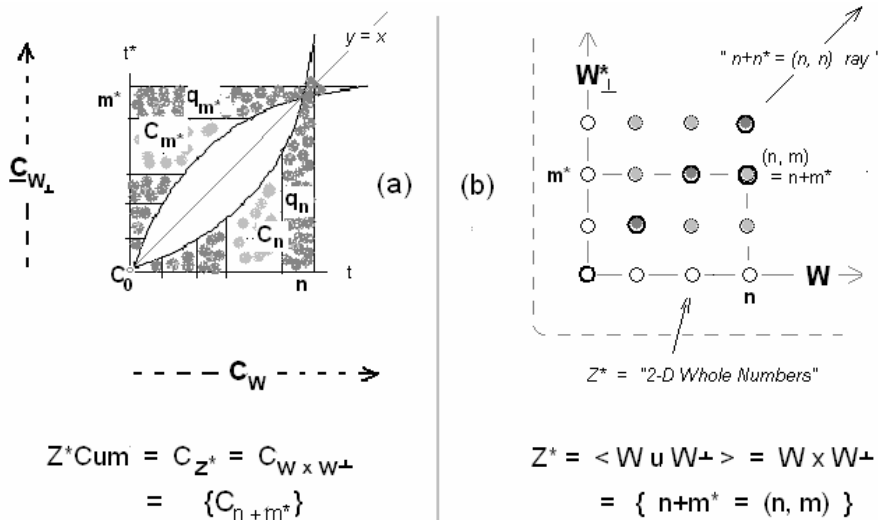 y = x
t*
m*
q_m*
C_m*
C_W⊥
(a)
q_n
C_n
C_0
n
t
C_W
Z*Cum = C_Z* = C_W x W⊥
= {C_n + m*}
" n+n* = (n, n) ray "
W*⊥
(n, m)
= n+m*
m*
(b)
O
n
W
Z* = "2-D Whole Numbers"
Z* = < W u W⊥ > = W x W⊥
= { n+m* = (n, m) }